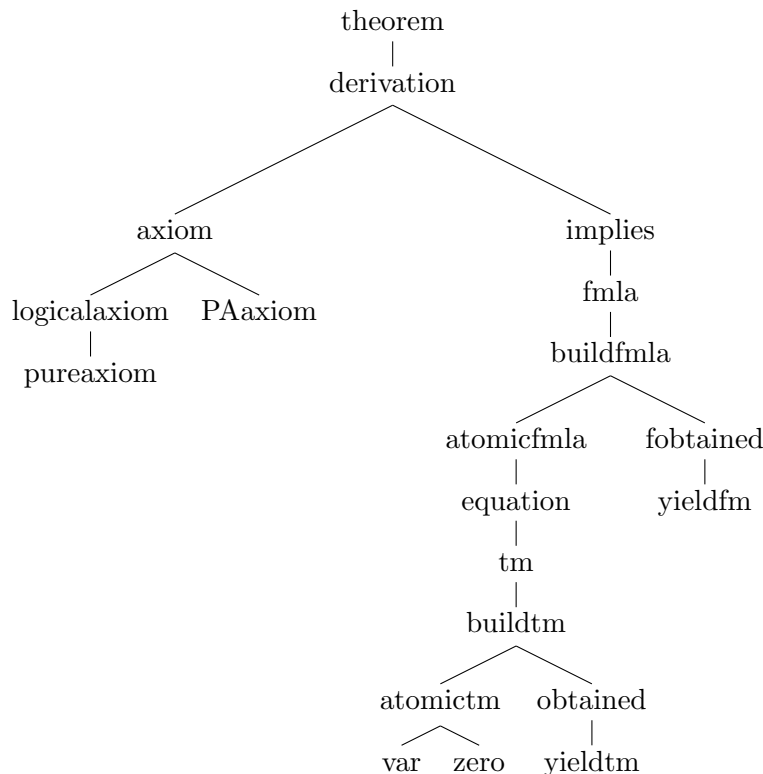 theorem
derivation
axiom implies
logicalaxiom PAaxiom fmla
pureaxiom buildfmla
atomicfmla fobtained
equation yieldfm
tm
buildtm
atomictm obtained
var zero yieldtm